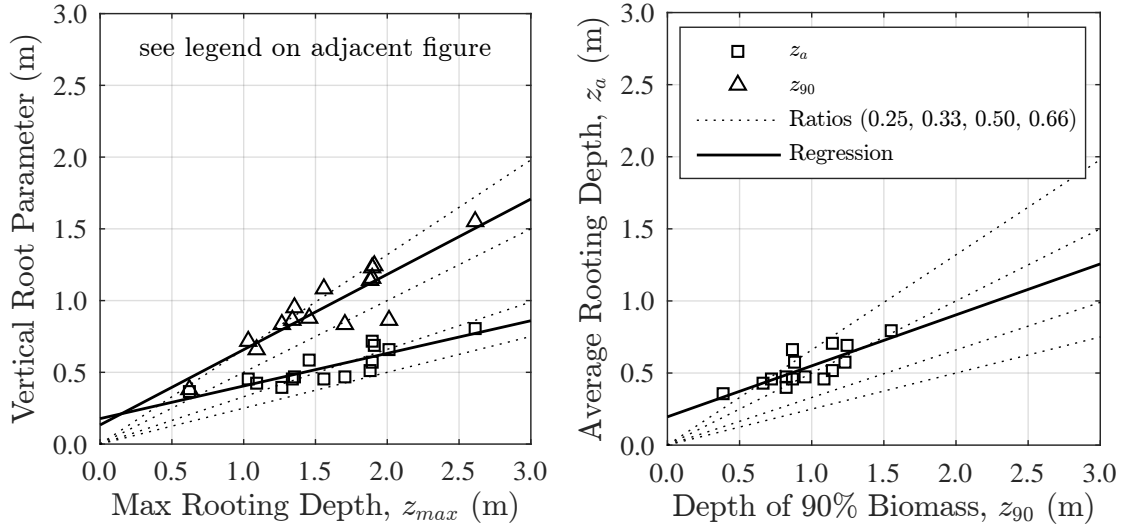 see legend on adjacent figure
Vertical Root Parameter (m)
3.0
2.5
2.0
1.5
1.0
0.5
0.0
0.0 0.5 1.0 1.5 2.0 2.5 3.0
Max Rooting Depth, z_max (m)
Average Rooting Depth, z_a (m)
3.0
2.5
2.0
1.5
1.0
0.5
0.0
z_a
z_90
Ratios (0.25, 0.33, 0.50, 0.66)
Regression
0.0 0.5 1.0 1.5 2.0 2.5 3.0
Depth of 90% Biomass, z_90 (m)